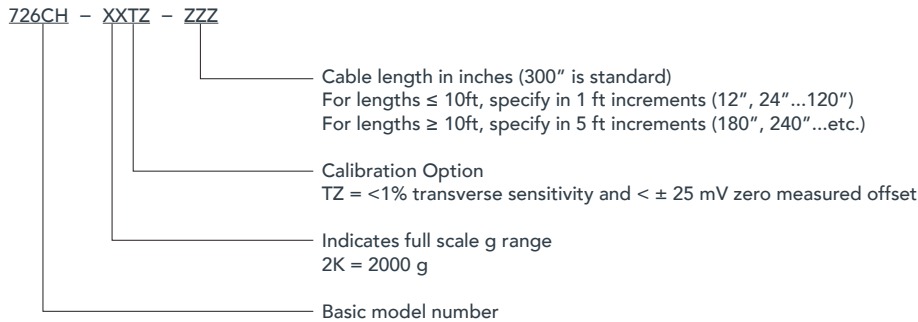 726CH – XXTZ – ZZZ
Cable length in inches (300″ is standard)
For lengths ≤ 10ft, specify in 1 ft increments (12″, 24″...120″)
For lengths ≥ 10ft, specify in 5 ft increments (180″, 240″...etc.)
Calibration Option
TZ = <1% transverse sensitivity and < ± 25 mV zero measured offset
Indicates full scale g range
2K = 2000 g
Basic model number